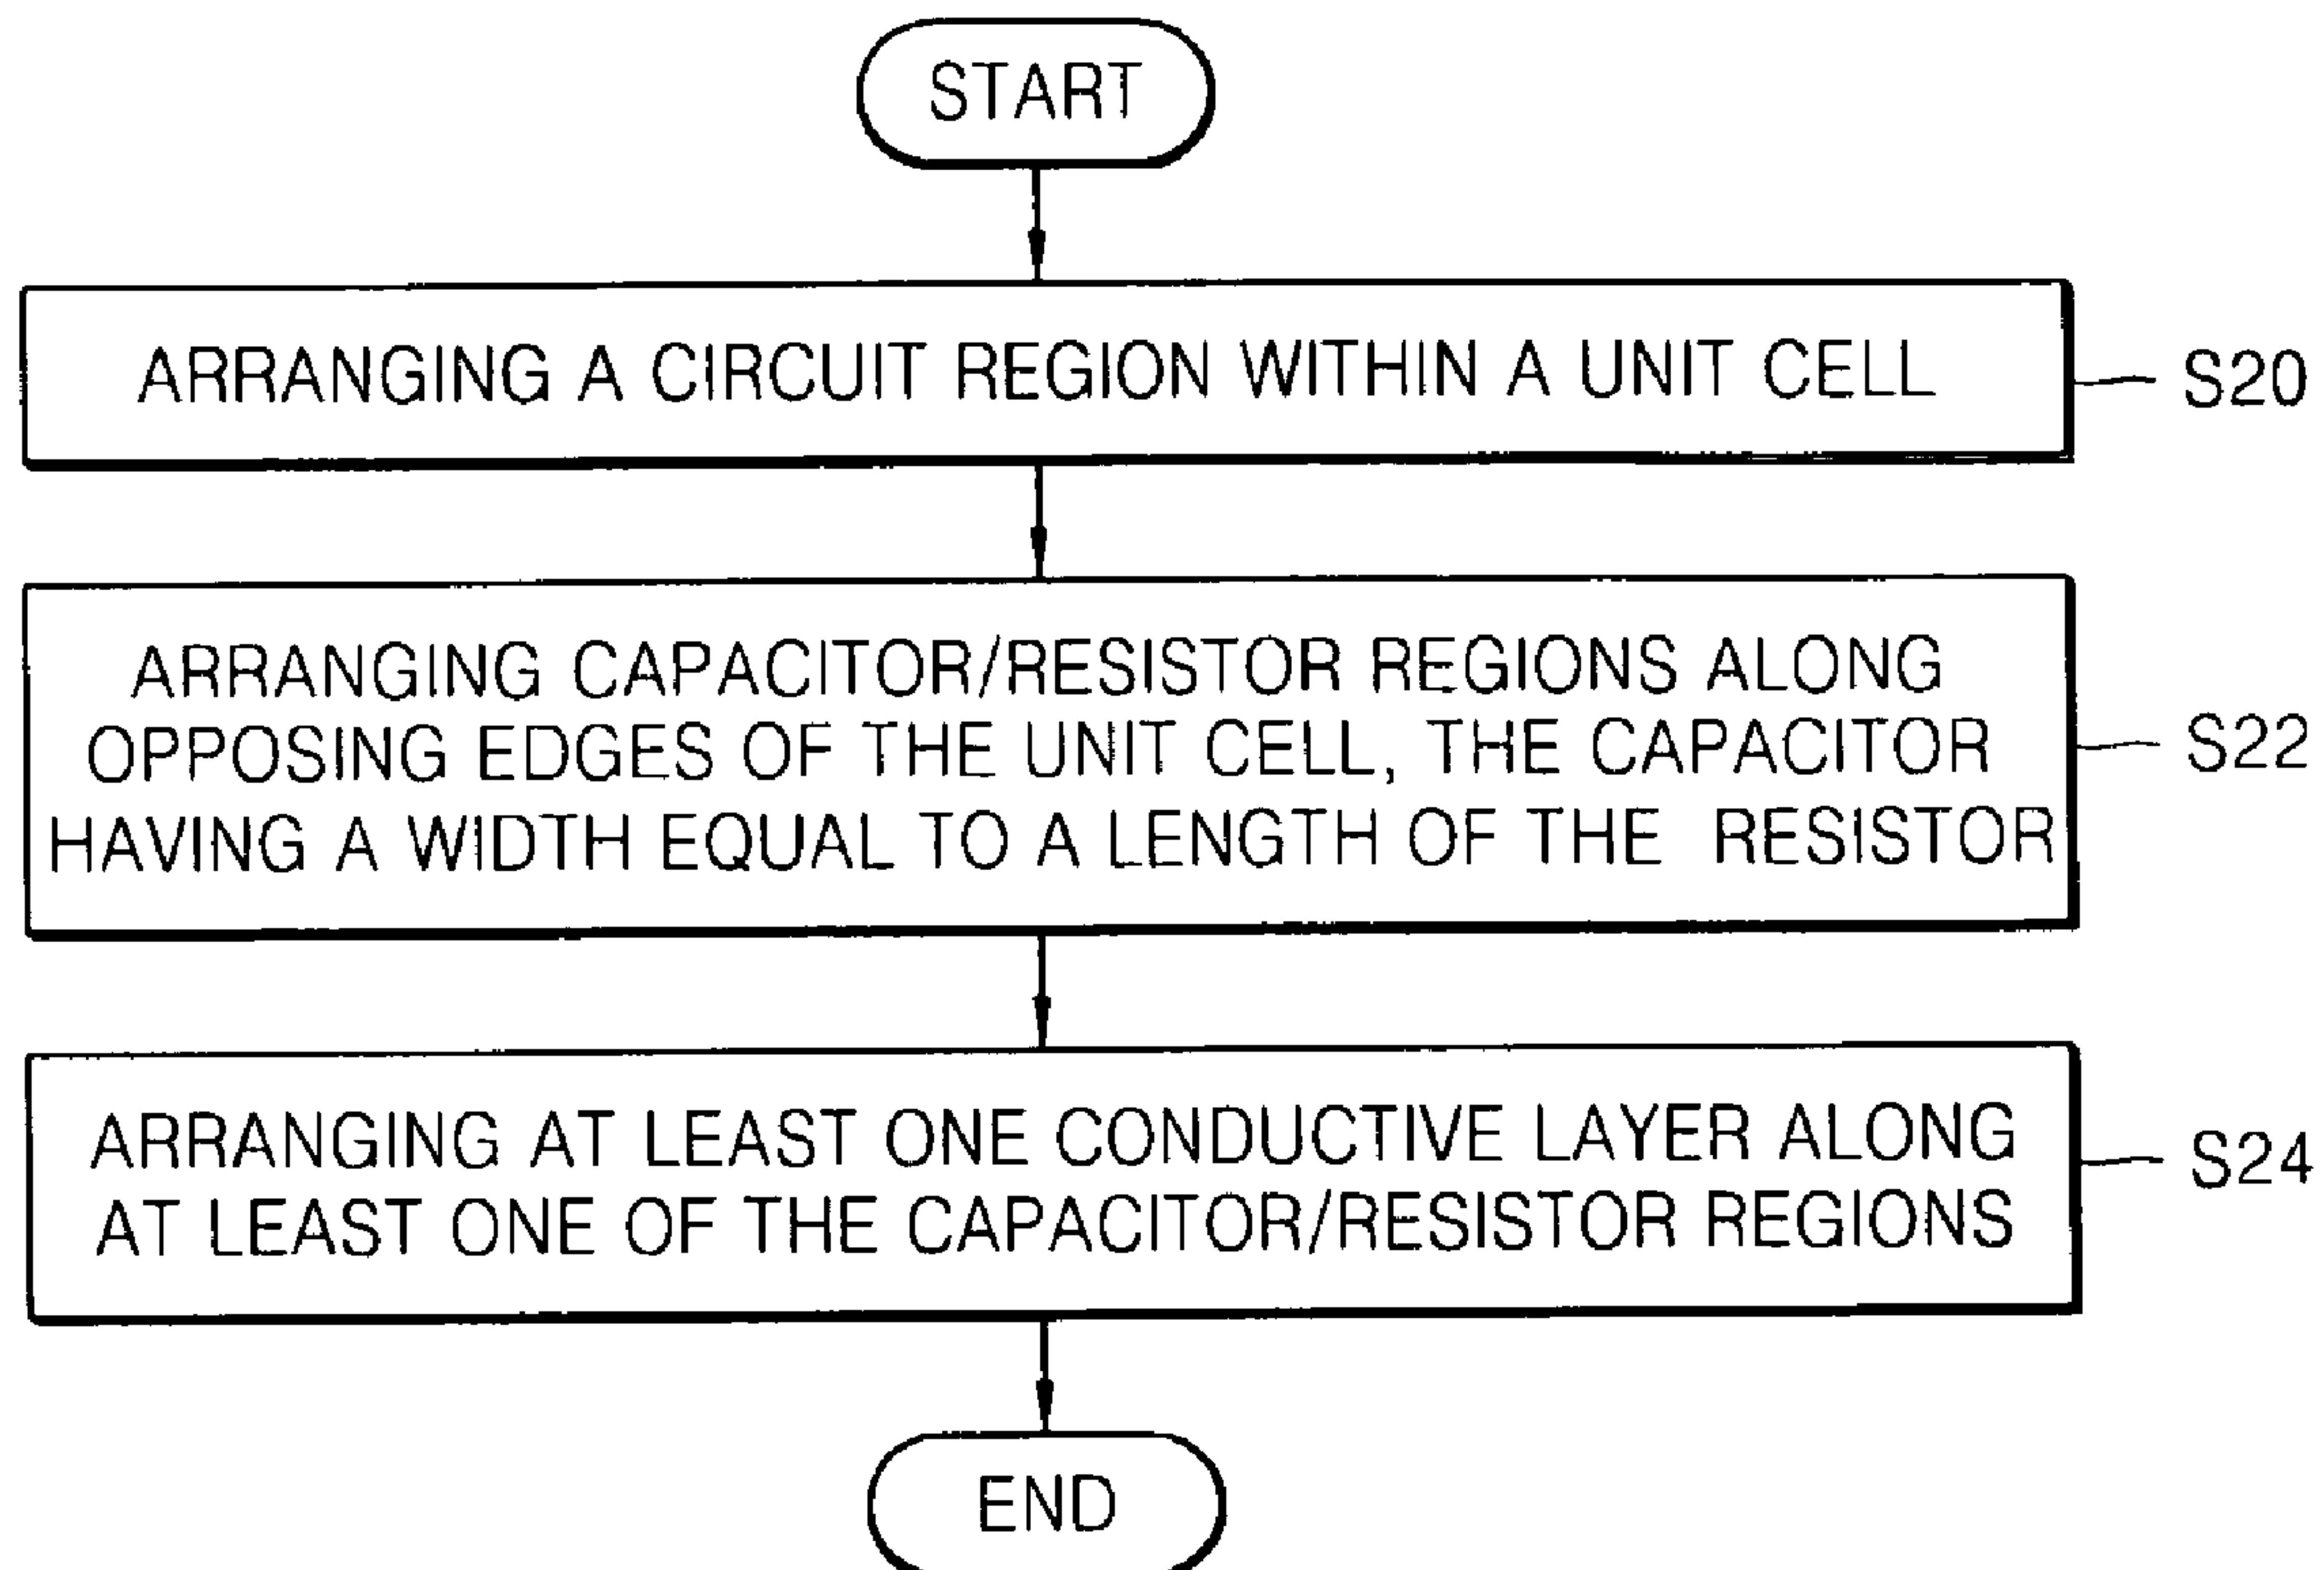 START
ARRANGING A CIRCUIT REGION WITHIN A UNIT CELL
S20
ARRANGING CAPACITOR/RESISTOR REGIONS ALONG
OPPOSING EDGES OF THE UNIT CELL, THE CAPACITOR
HAVING A WIDTH EQUAL TO A LENGTH OF THE RESISTOR
S22
ARRANGING AT LEAST ONE CONDUCTIVE LAYER ALONG
AT LEAST ONE OF THE CAPACITOR/RESISTOR REGIONS
S24
END